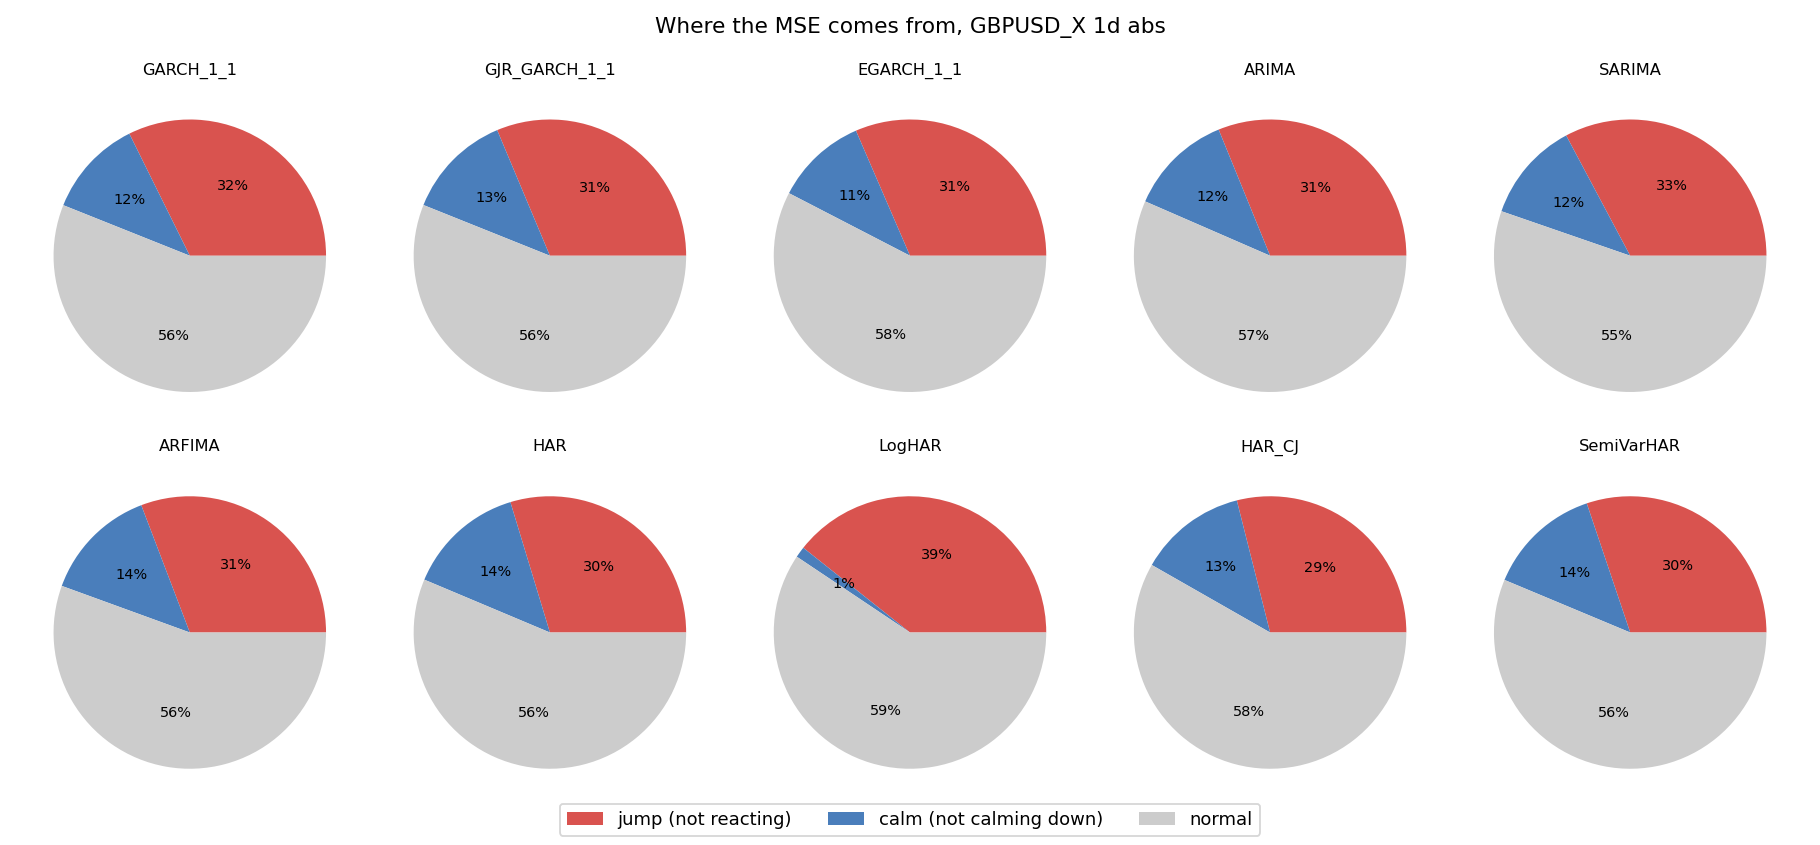 Where the MSE comes from, GBPUSD_X 1d abs
GARCH_1_1
GJR_GARCH_1_1
EGARCH_1_1
ARIMA
SARIMA
32%
12%
56%
31%
13%
56%
31%
11%
58%
31%
12%
57%
33%
12%
55%
ARFIMA
HAR
LogHAR
HAR_CJ
SemiVarHAR
31%
14%
56%
30%
14%
56%
39%
1%
59%
29%
13%
58%
30%
14%
56%
jump (not reacting)
calm (not calming down)
normal